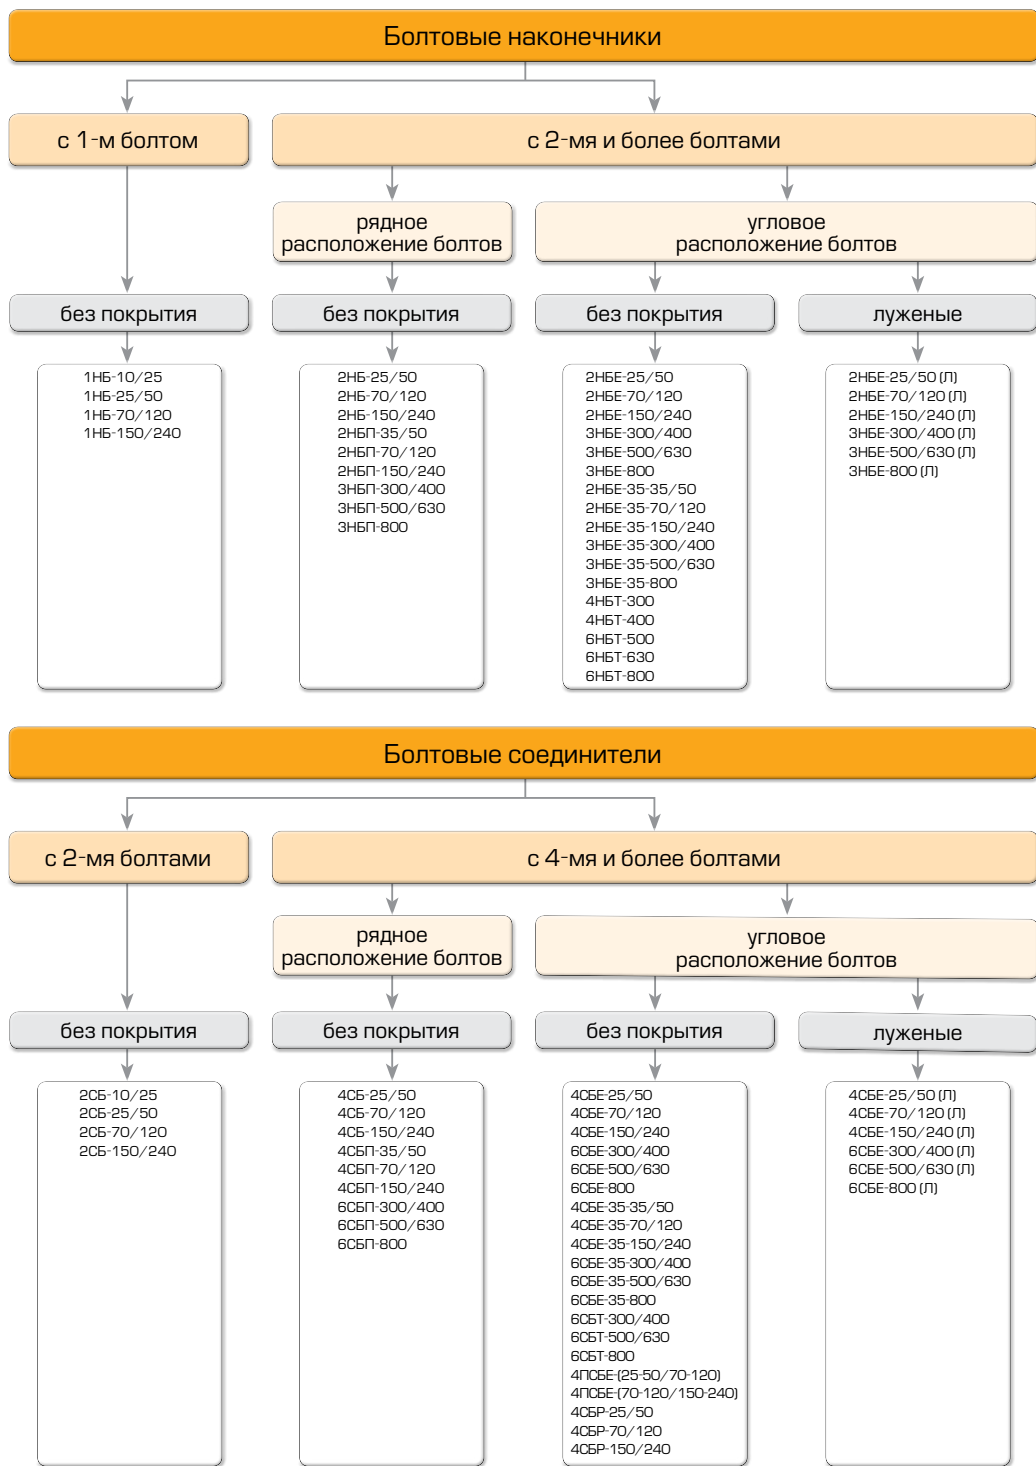 Болтовые наконечники
с 1-м болтом
с 2-мя и более болтами
рядное
расположение болтов
угловое
расположение болтов
без покрытия
без покрытия
без покрытия
луженые
1НБ-10/25
1НБ-25/50
1НБ-70/120
1НБ-150/240
2НБ-25/50
2НБ-70/120
2НБ-150/240
2НБП-35/50
2НБП-70/120
2НБП-150/240
3НБП-300/400
3НБП-500/630
3НБП-800
2НБЕ-25/50
2НБЕ-70/120
2НБЕ-150/240
3НБЕ-300/400
3НБЕ-500/630
3НБЕ-800
2НБЕ-35-35/50
2НБЕ-35-70/120
2НБЕ-35-150/240
3НБЕ-35-300/400
3НБЕ-35-500/630
3НБЕ-35-800
4НБТ-300
4НБТ-400
6НБТ-500
6НБТ-630
6НБТ-800
2НБЕ-25/50 (Л)
2НБЕ-70/120 (Л)
2НБЕ-150/240 (Л)
3НБЕ-300/400 (Л)
3НБЕ-500/630 (Л)
3НБЕ-800 (Л)
Болтовые соединители
с 2-мя болтами
с 4-мя и более болтами
рядное
расположение болтов
угловое
расположение болтов
без покрытия
без покрытия
без покрытия
луженые
2СБ-10/25
2СБ-25/50
2СБ-70/120
2СБ-150/240
4СБ-25/50
4СБ-70/120
4СБ-150/240
4СБП-35/50
4СБП-70/120
4СБП-150/240
6СБП-300/400
6СБП-500/630
6СБП-800
4СБЕ-25/50
4СБЕ-70/120
4СБЕ-150/240
6СБЕ-300/400
6СБЕ-500/630
6СБЕ-800
4СБЕ-35-35/50
4СБЕ-35-70/120
4СБЕ-35-150/240
6СБЕ-35-300/400
6СБЕ-35-500/630
6СБЕ-35-800
6СБТ-300/400
6СБТ-500/630
6СБТ-800
4ПСБЕ-(25-50/70-120)
4ПСБЕ-(70-120/150-240)
4СБР-25/50
4СБР-70/120
4СБР-150/240
4СБЕ-25/50 (Л)
4СБЕ-70/120 (Л)
4СБЕ-150/240 (Л)
6СБЕ-300/400 (Л)
6СБЕ-500/630 (Л)
6СБЕ-800 (Л)